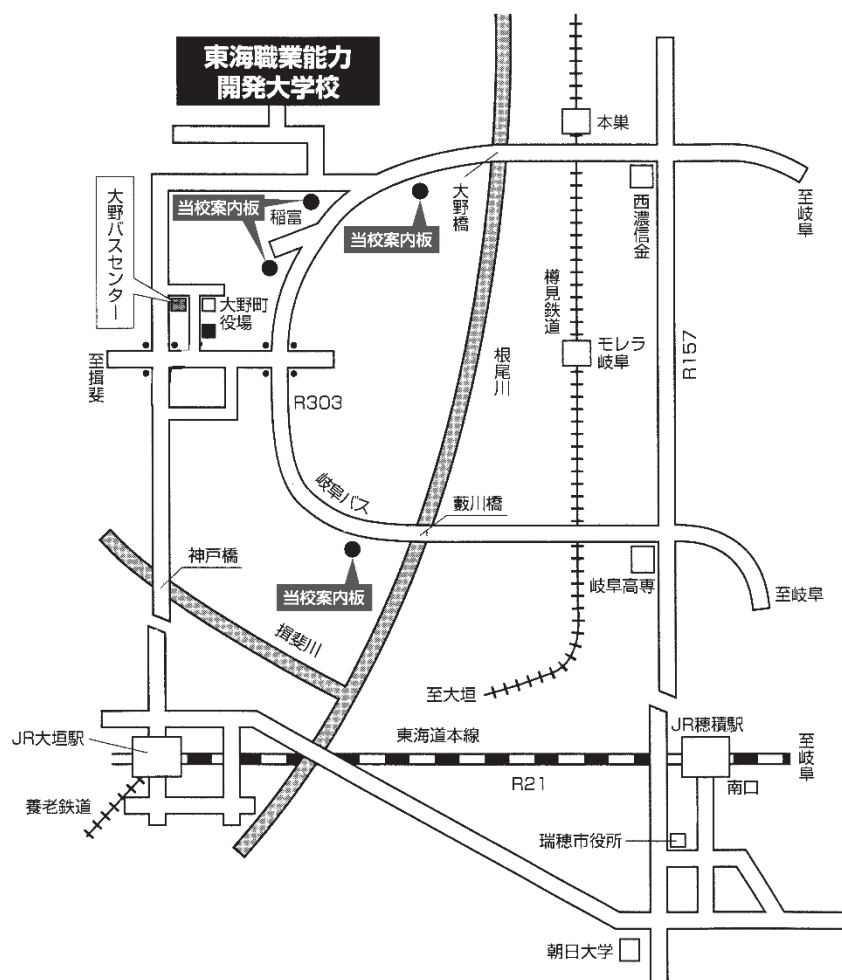 東海職業能力
開発大学校
本巣
大野バスセンター
当校案内板
稲富
当校案内板
大野橋
西濃信金
至岐阜
大野町
役場
樽見鉄道
モレラ
岐阜
R157
至揖斐
R303
根尾川
岐阜バス
藪川橋
神戸橋
当校案内板
岐阜高専
至岐阜
揖斐川
至大垣
JR大垣駅
東海道本線
JR穂積駅
至岐阜
R21
南口
養老鉄道
瑞穂市役所
朝日大学